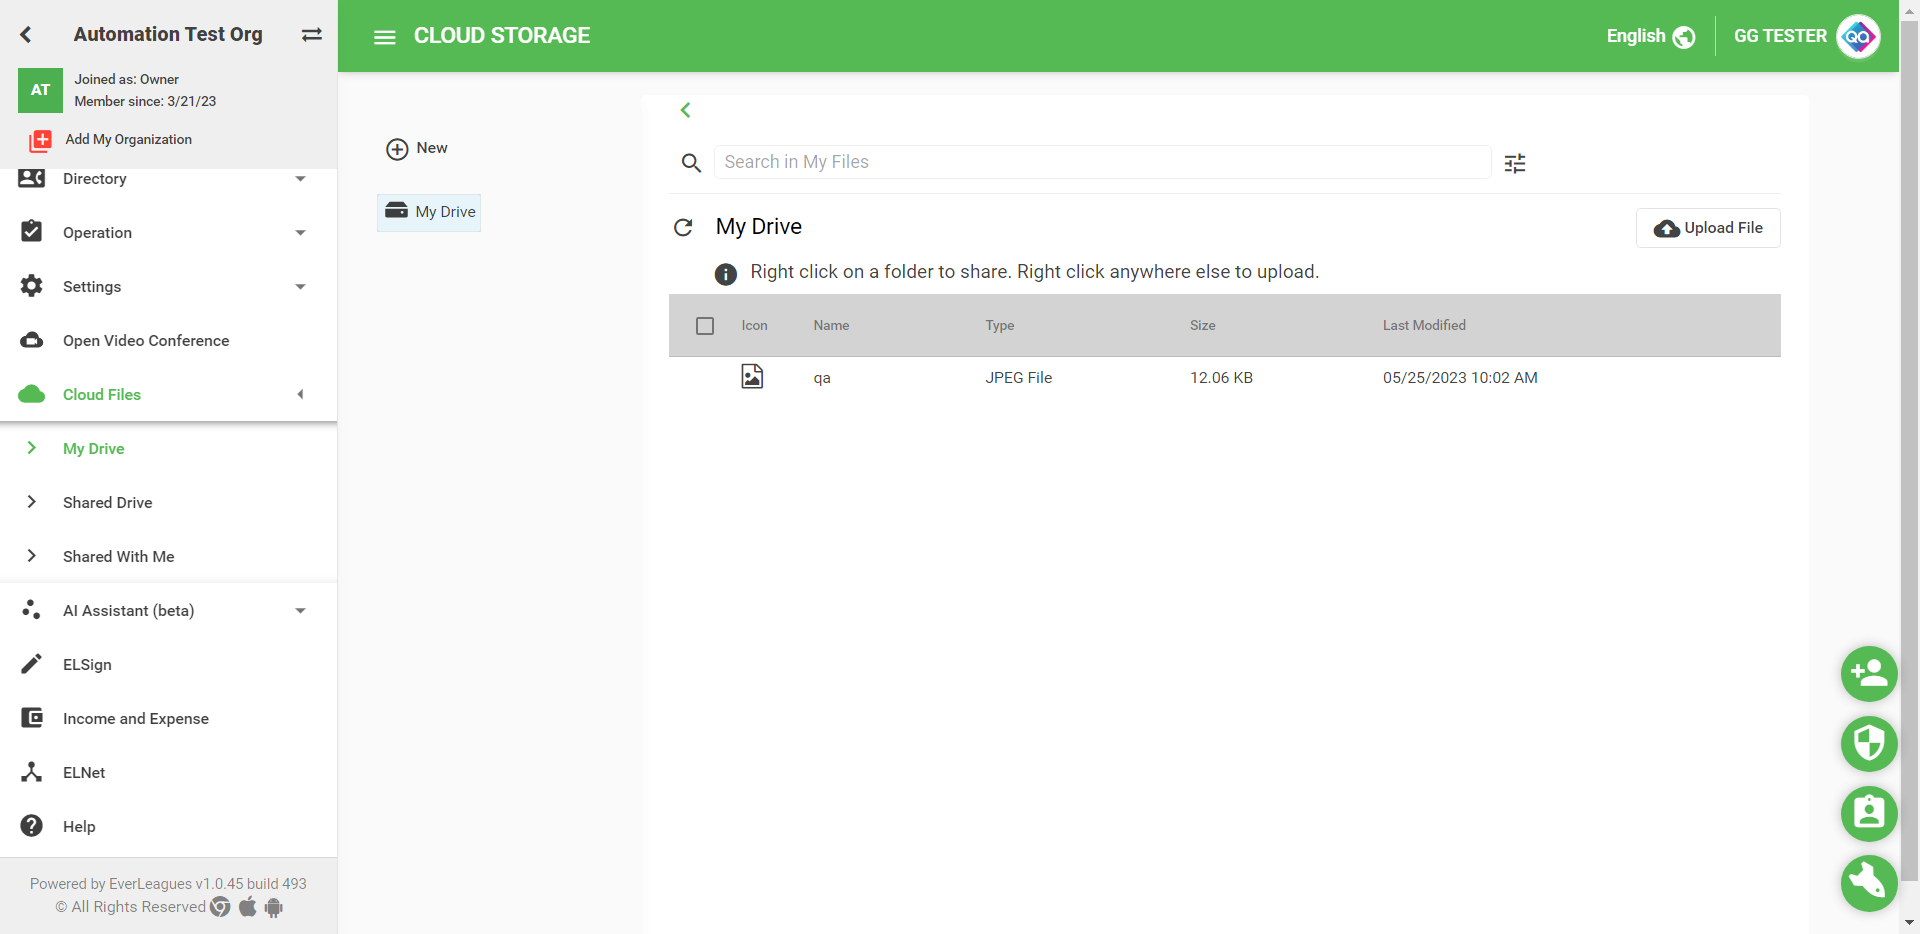 Automation Test Org
AT
Joined as: Owner
Member since: 3/21/23
Add My Organization
Directory
Operation
Settings
Open Video Conference
Cloud Files
My Drive
Shared Drive
Shared With Me
AI Assistant (beta)
ELSign
Income and Expense
ELNet
Help
Powered by EverLeagues v1.0.45 build 493
© All Rights Reserved
CLOUD STORAGE
English
GG TESTER
QA
New
My Drive
Search in My Files
My Drive
Upload File
Right click on a folder to share. Right click anywhere else to upload.
Icon Name Type Size Last Modified
qa JPEG File 12.06 KB 05/25/2023 10:02 AM